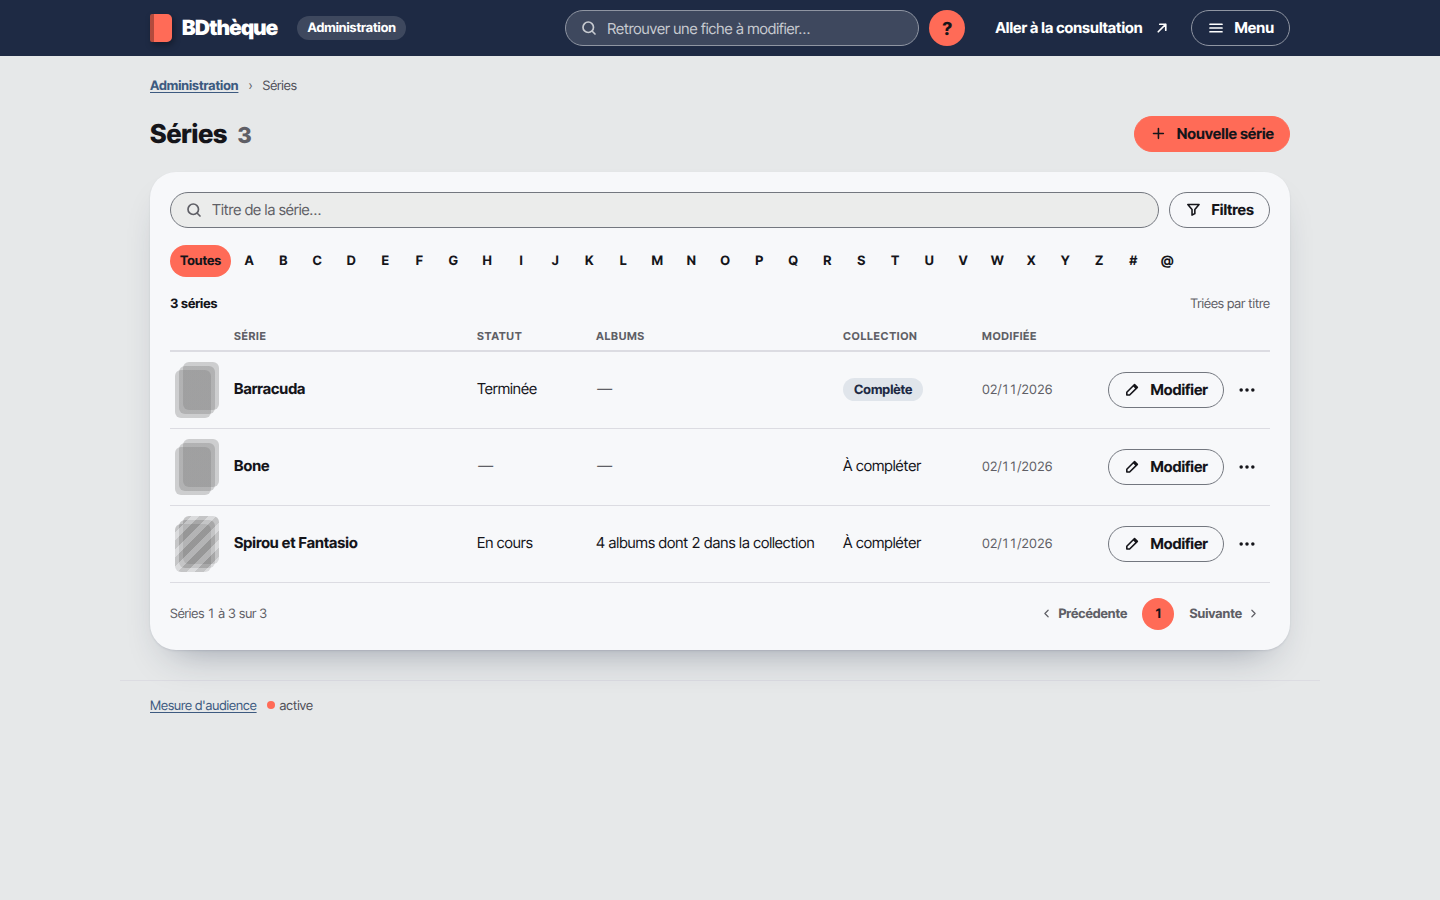 BDthèque Administration Retrouver une fiche à modifier... ? Aller à la consultation Menu
Administration › Séries
Séries 3 Nouvelle série
Titre de la série... Filtres
Toutes A B C D E F G H I J K L M N O P Q R S T U V W X Y Z # @
3 séries Triées par titre
SÉRIE STATUT ALBUMS COLLECTION MODIFIÉE
Barracuda Terminée — Complète 02/11/2026 Modifier
Bone — — À compléter 02/11/2026 Modifier
Spirou et Fantasio En cours 4 albums dont 2 dans la collection À compléter 02/11/2026 Modifier
Séries 1 à 3 sur 3 Précédente 1 Suivante
Mesure d'audience active